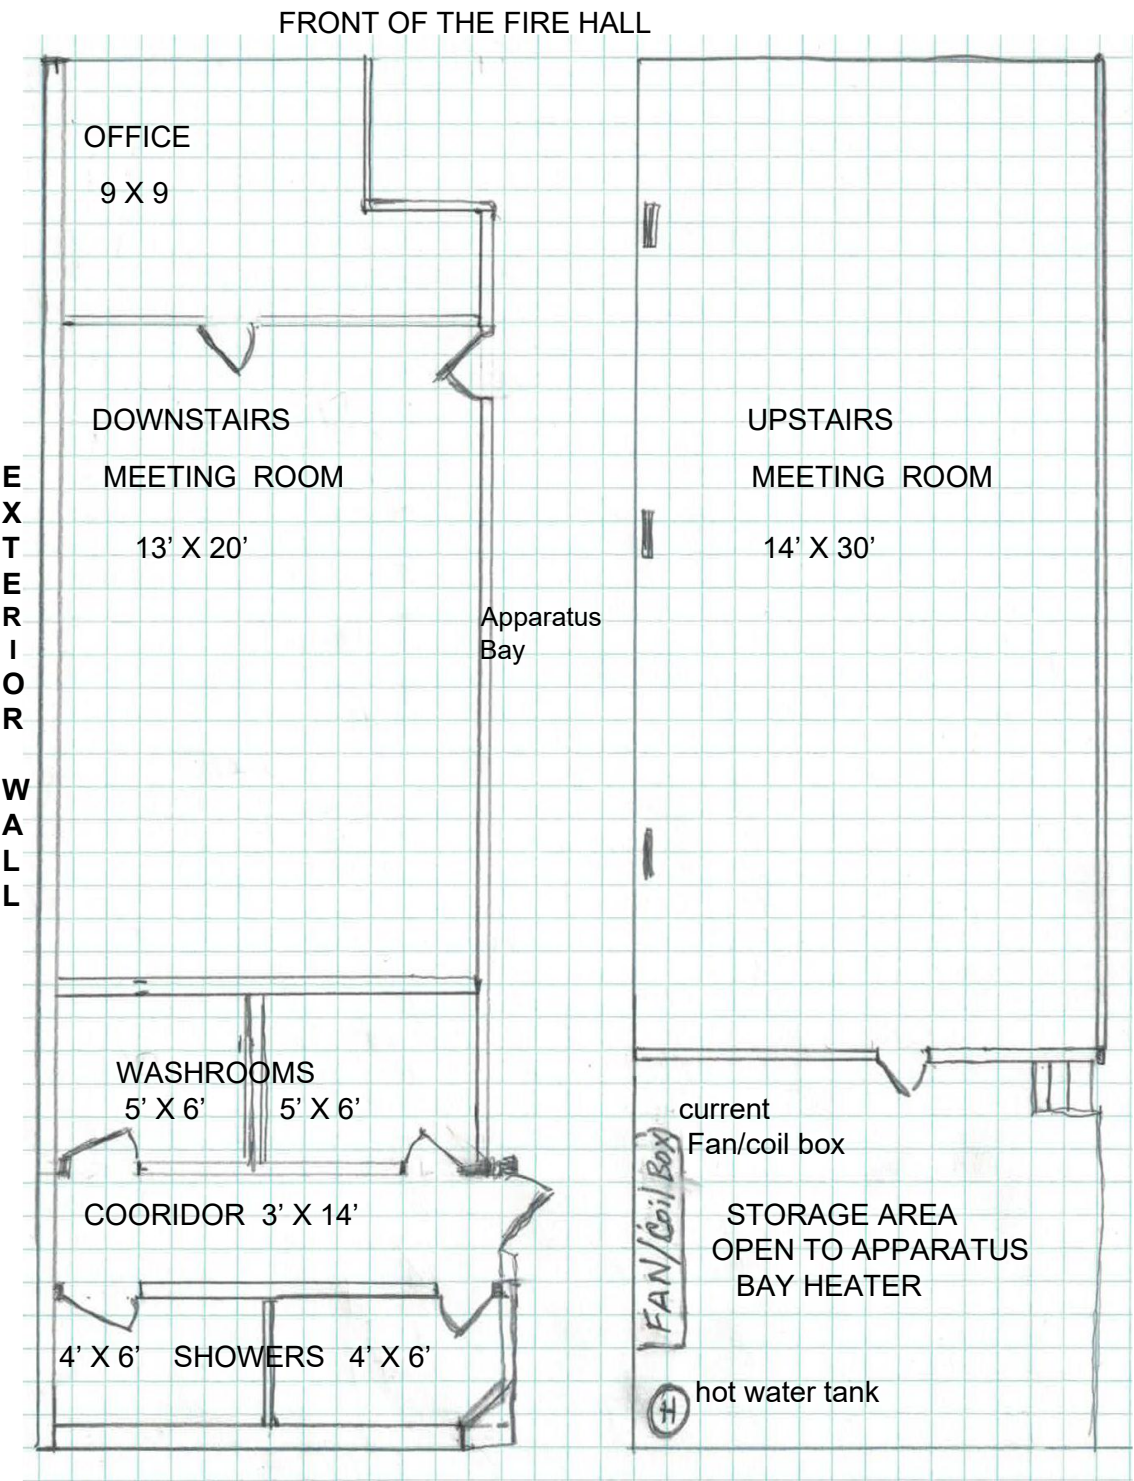 FRONT OF THE FIRE HALL
OFFICE
9 X 9
DOWNSTAIRS
MEETING ROOM
13’ X 20’
EXTERIOR WALL
Apparatus
Bay
WASHROOMS
5’ X 6’ 5’ X 6’
COORIDOR 3’ X 14’
4’ X 6’ SHOWERS 4’ X 6’
UPSTAIRS
MEETING ROOM
14’ X 30’
current
Fan/coil box
FAN/Coil Box
STORAGE AREA
OPEN TO APPARATUS
BAY HEATER
H
hot water tank